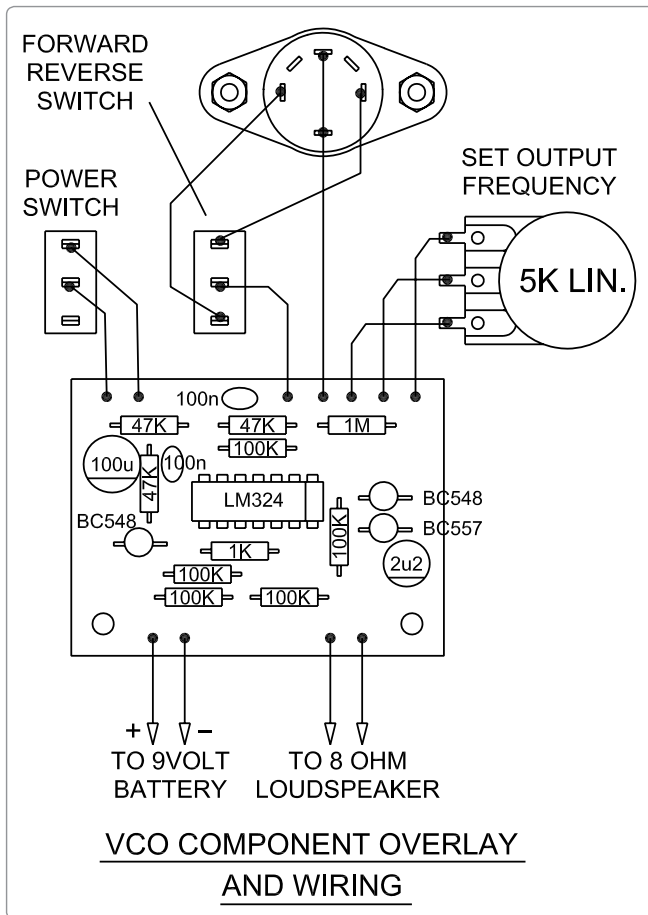 FORWARD
REVERSE
SWITCH
POWER
SWITCH
SET OUTPUT
FREQUENCY
5K LIN.
100n
47K
47K
1M
100K
100u
47K
100n
LM324
BC548
BC557
BC548
100K
1K
2u2
100K
100K
100K
+
–
TO 9VOLT
BATTERY
TO 8 OHM
LOUDSPEAKER
VCO COMPONENT OVERLAY
AND WIRING